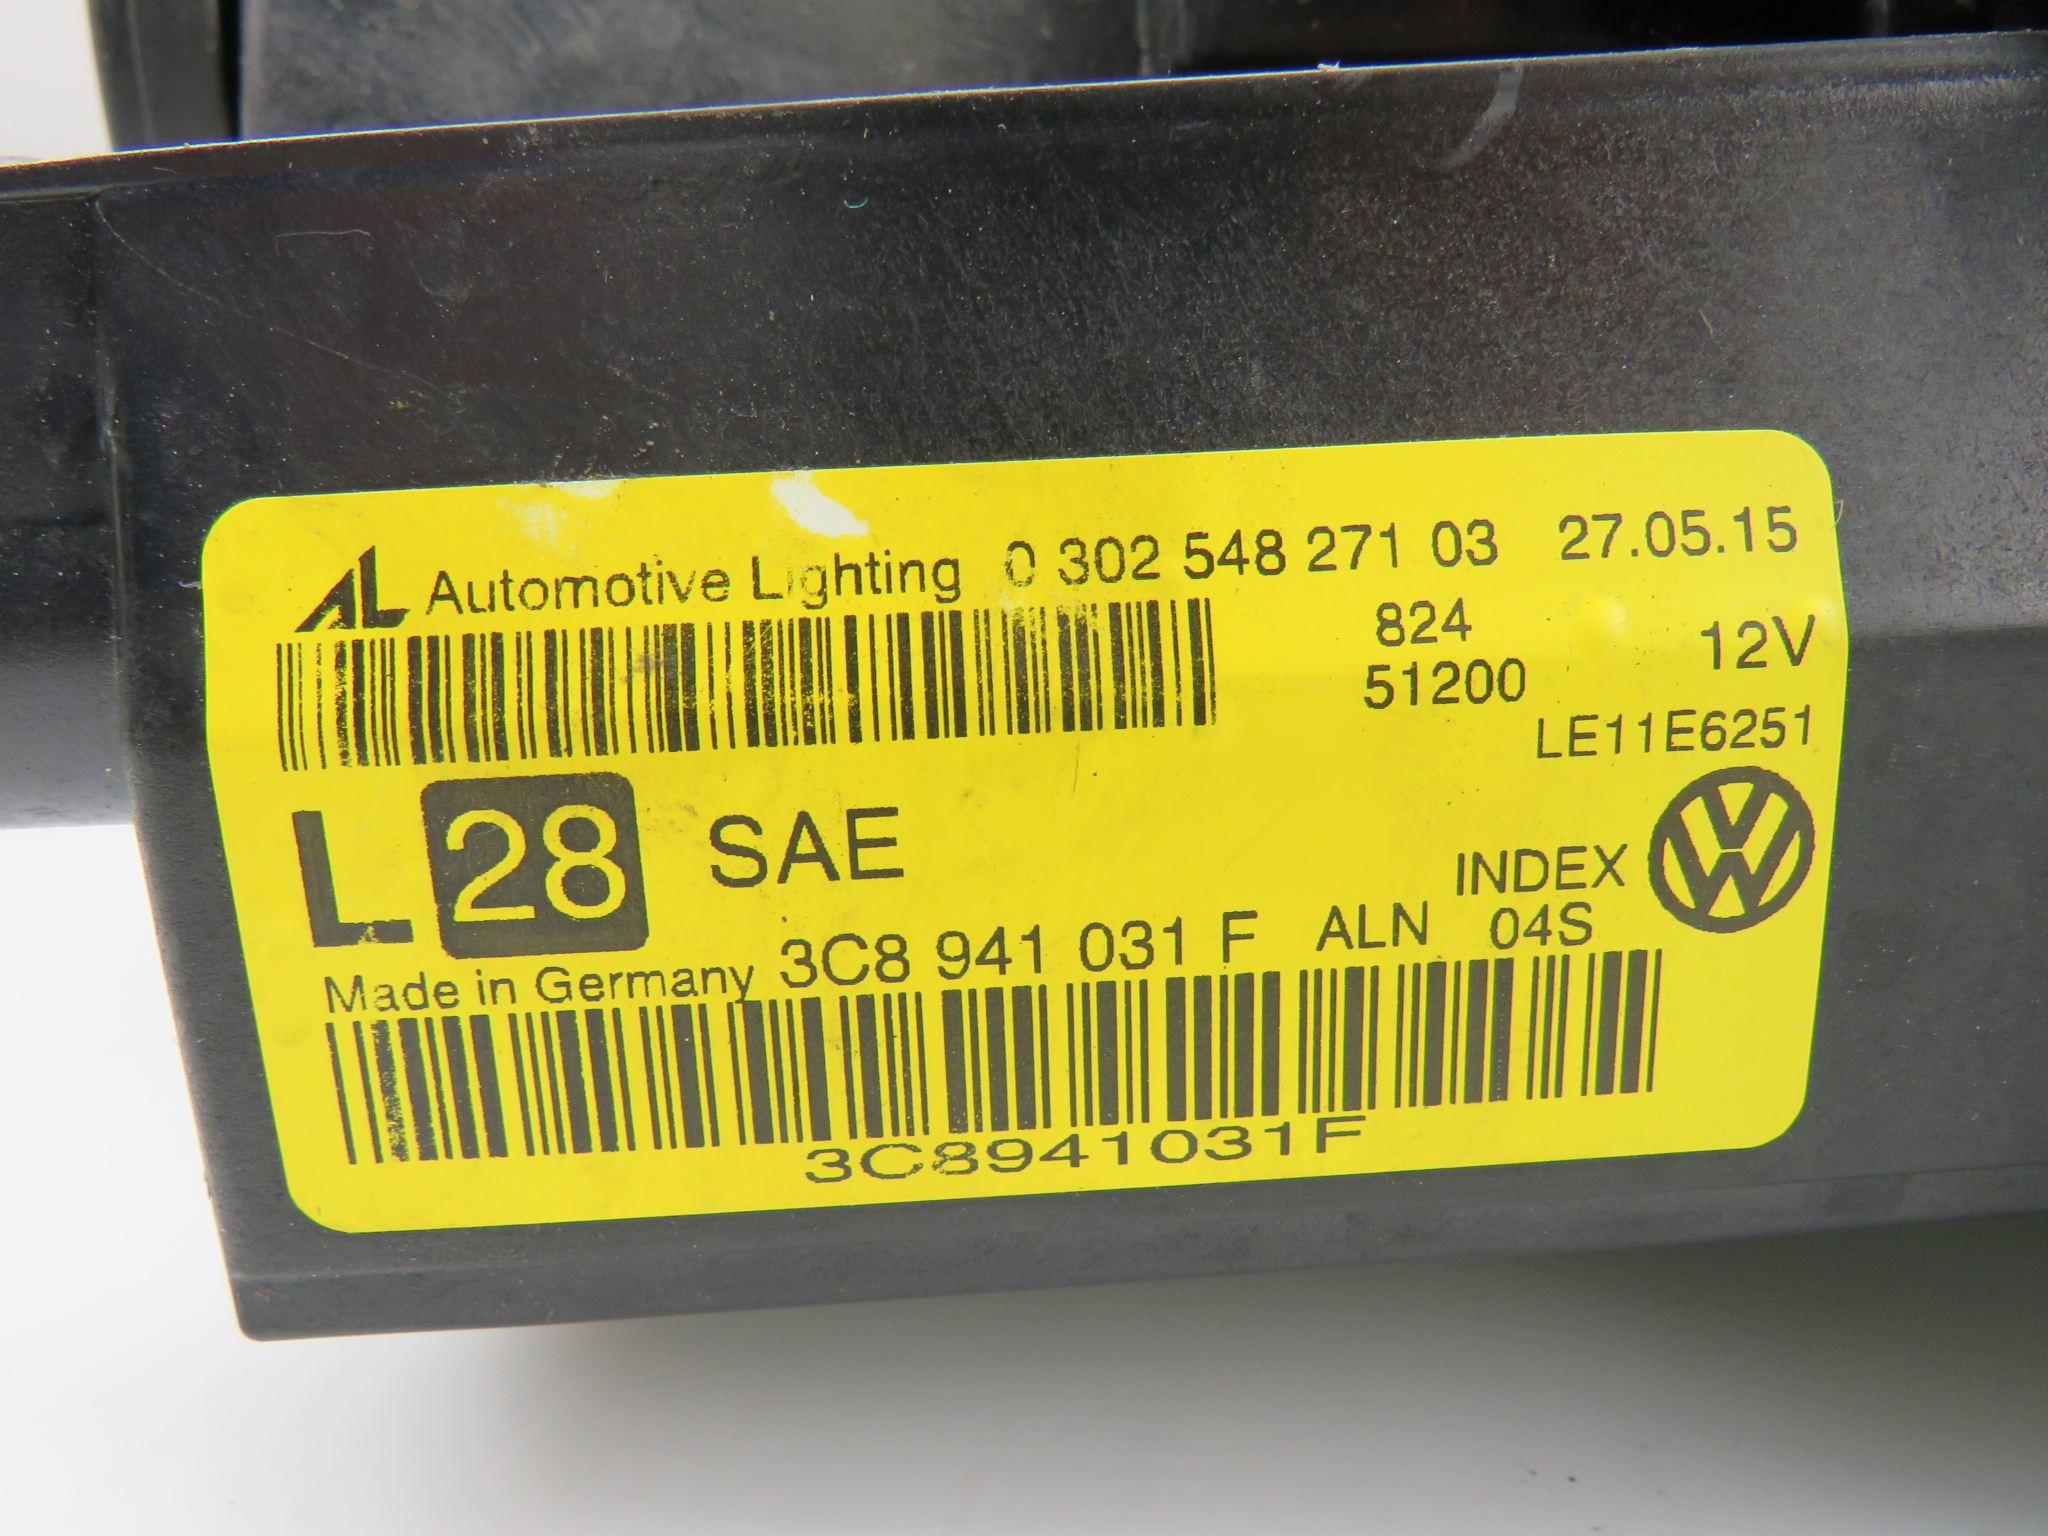 AL Automotive Lighting 0 302 548 271 03 27.05.15
824 12V
51200
LE11E6251
L 28 SAE
INDEX
Made in Germany 3C8 941 031 F ALN 04S
3C8941031F